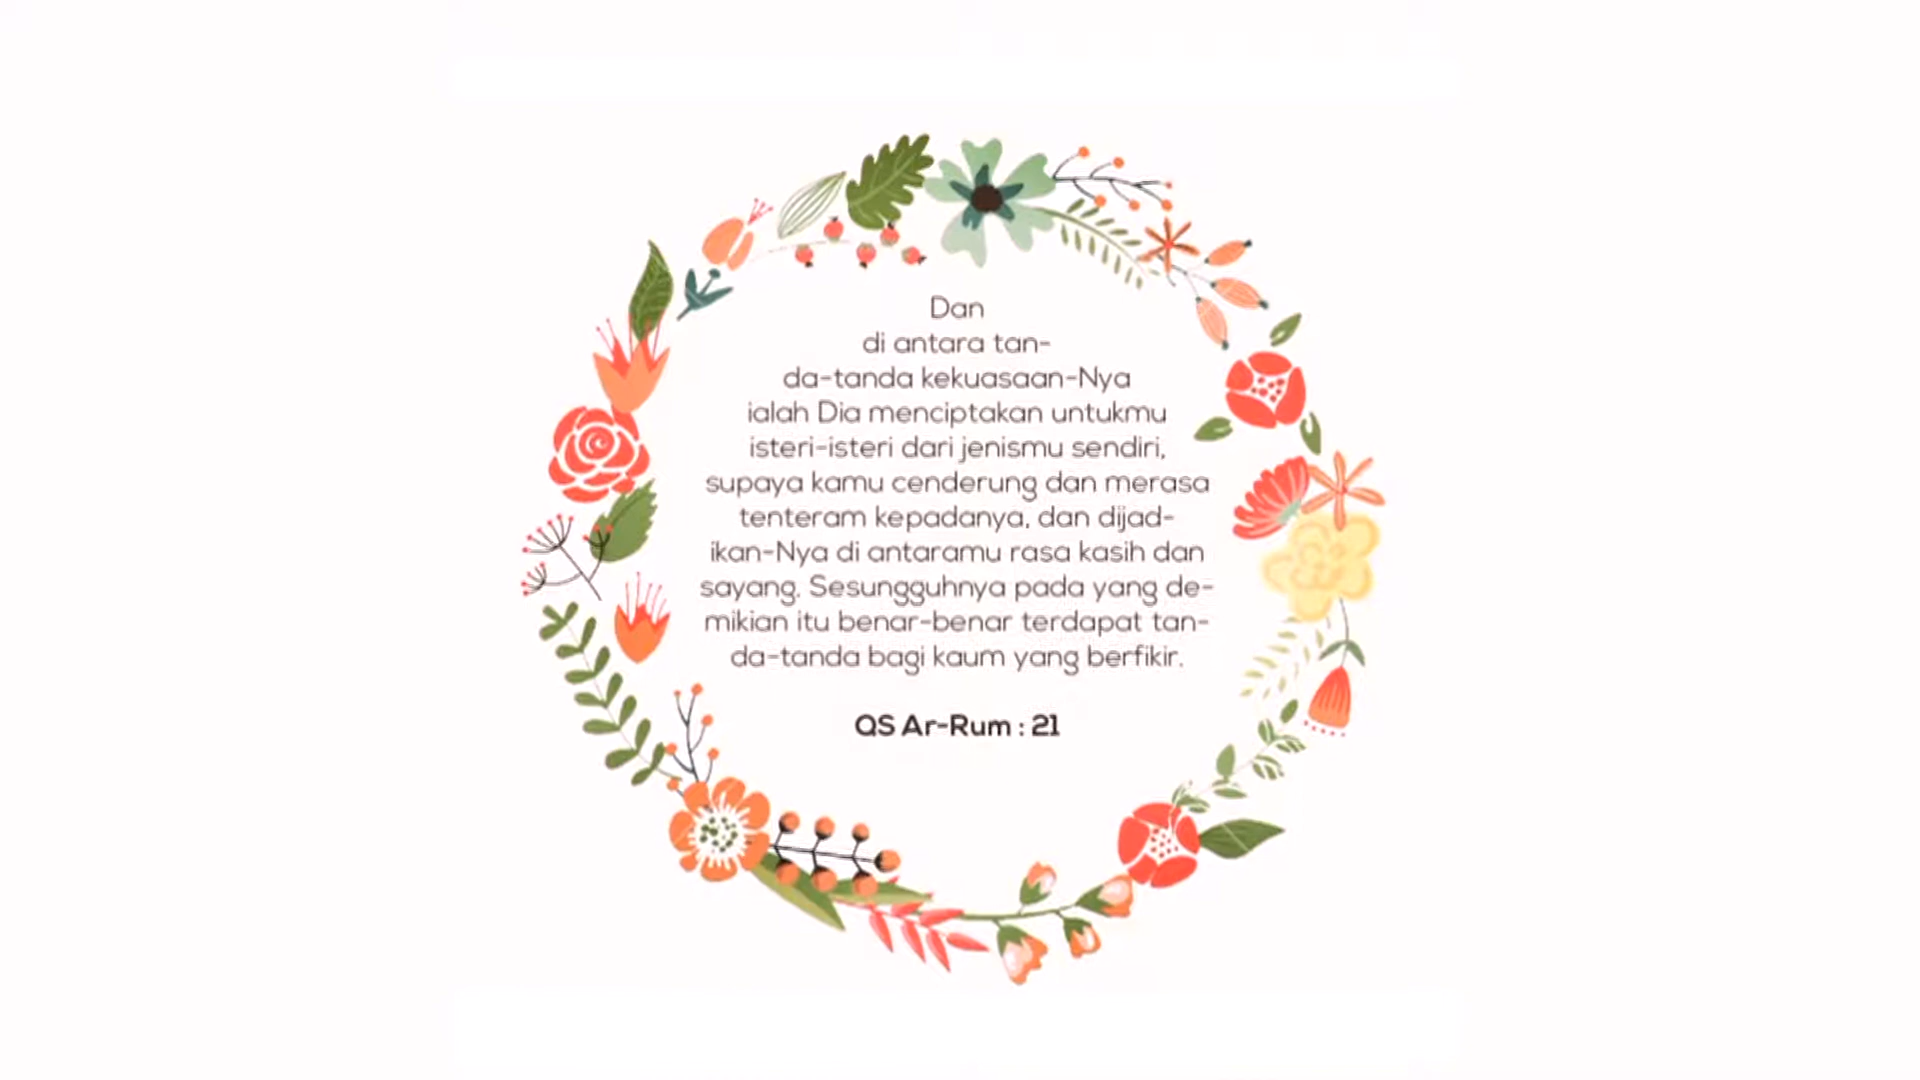 Dan
di antara tan-
da-tanda kekuasaan-Nya
ialah Dia menciptakan untukmu
isteri-isteri dari jenismu sendiri,
supaya kamu cenderung dan merasa
tenteram kepadanya, dan dijad-
ikan-Nya di antaramu rasa kasih dan
sayang. Sesungguhnya pada yang de-
mikian itu benar-benar terdapat tan-
da-tanda bagi kaum yang berfikir.
QS Ar-Rum : 21